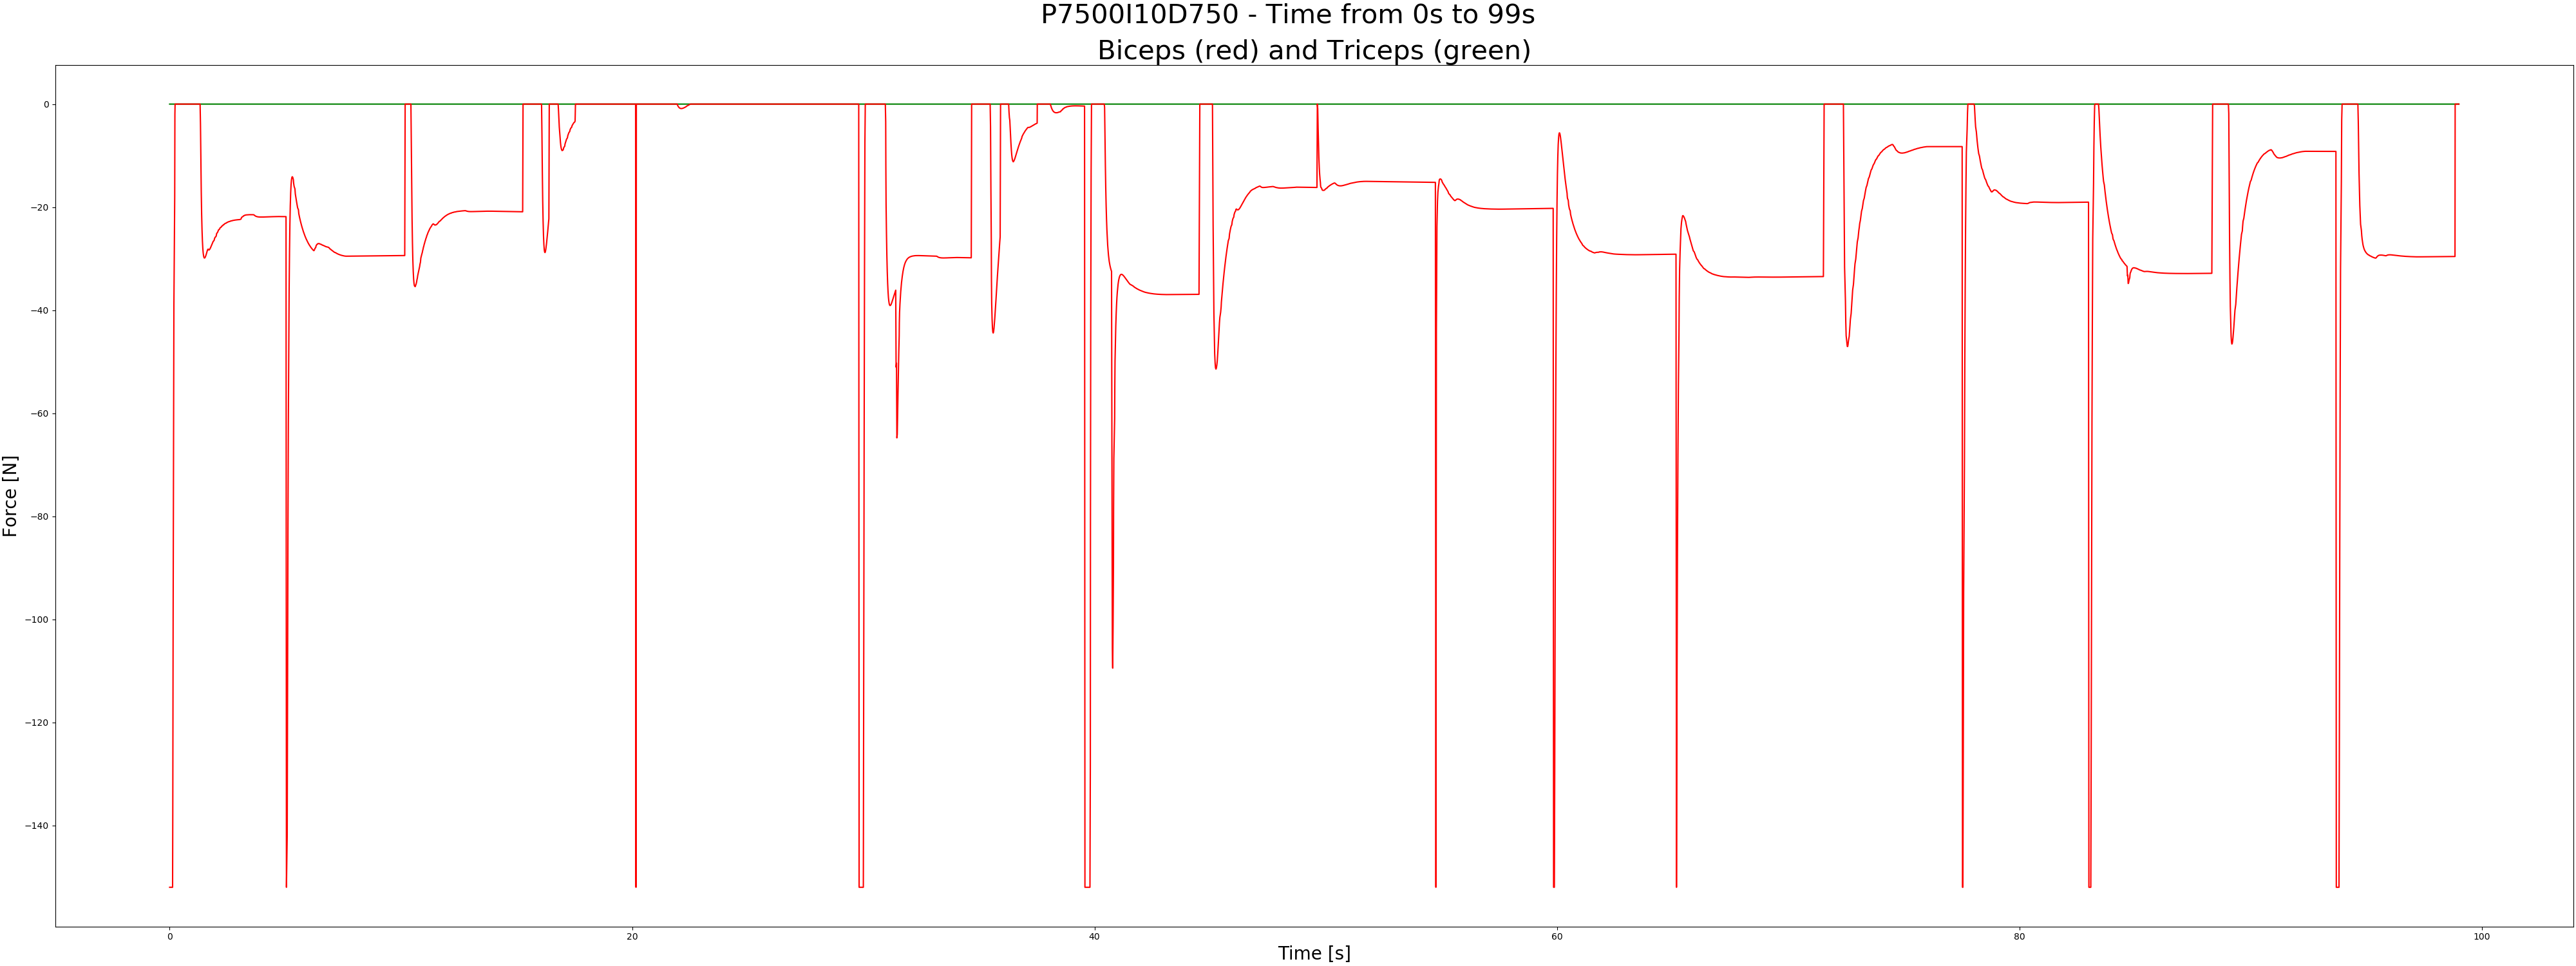 P7500I10D750 - Time from 0s to 99s
Biceps (red) and Triceps (green)
Force [N]
0
−20
−40
−60
−80
−100
−120
−140
0 20 40 60 80 100
Time [s]